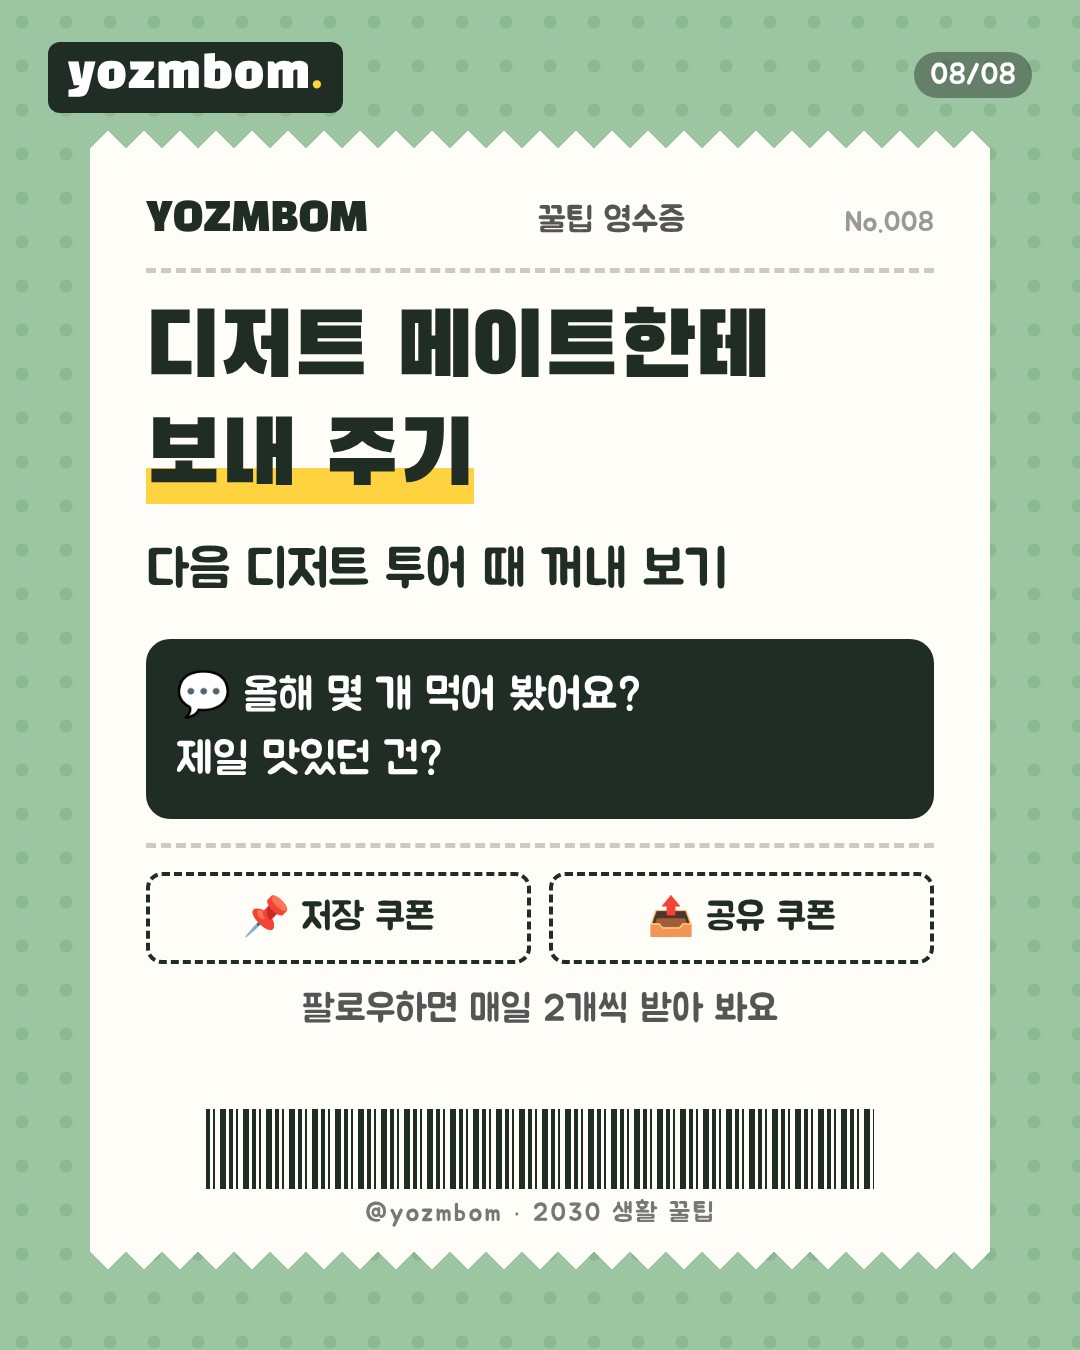 yozmbom.
08/08
YOZMBOM
꿀팁 영수증
No.008
디저트 메이트한테
보내 주기
다음 디저트 투어 때 꺼내 보기
💬 올해 몇 개 먹어 봤어요?
제일 맛있던 건?
📌 저장 쿠폰
📤 공유 쿠폰
팔로우하면 매일 2개씩 받아 봐요
@yozmbom · 2030 생활 꿀팁